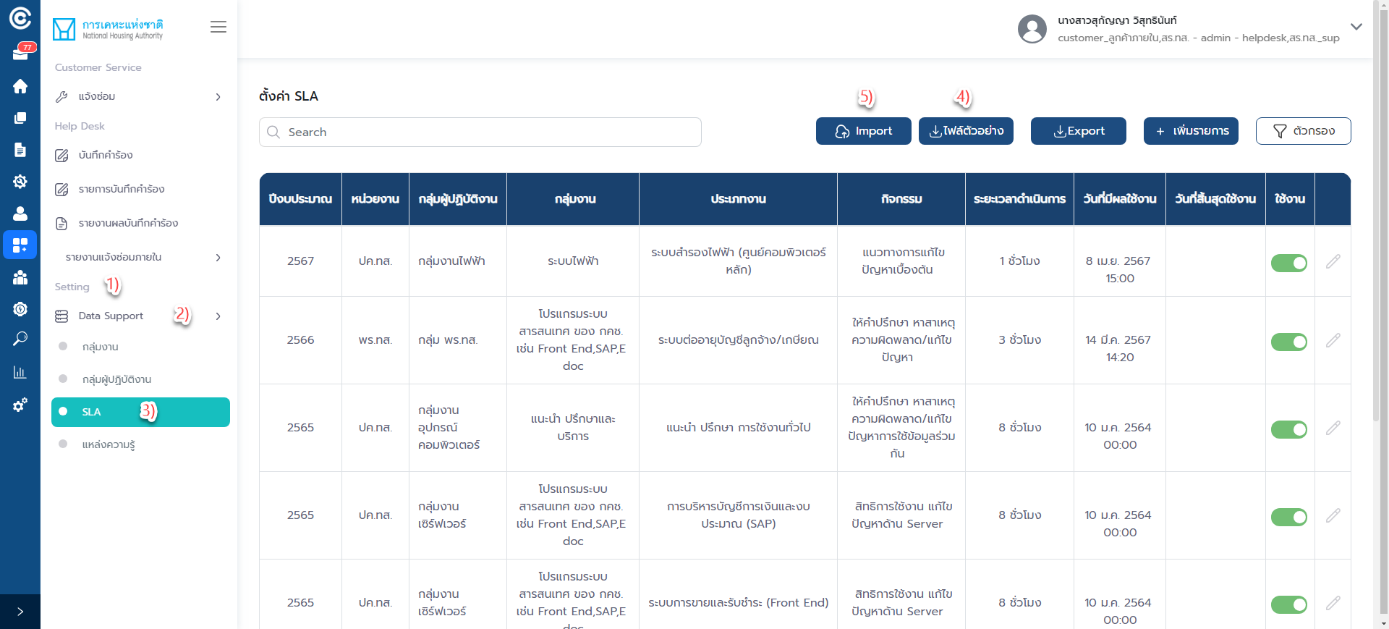 การเคหะแห่งชาติ
National Housing Authority
77
นางสาวสุกัญญา วิสุทธินันท์
customer_ลูกค้าภายใน,สร.ทส. - admin - helpdesk,สร.ทส._sup
Customer Service
แจ้งซ่อม
Help Desk
บันทึกคำร้อง
รายการบันทึกคำร้อง
รายงานผลบันทึกคำร้อง
รายงานแจ้งซ่อมภายใน
Setting 1)
Data Support 2)
กลุ่มงาน
กลุ่มผู้ปฏิบัติงาน
SLA 3)
แหล่งความรู้
ตั้งค่า SLA
5) 4)
Search
Import ไฟล์ตัวอย่าง Export + เพิ่มรายการ ตัวกรอง
ปีงบประมาณ หน่วยงาน กลุ่มผู้ปฏิบัติงาน กลุ่มงาน ประเภทงาน กิจกรรม ระยะเวลาดำเนินการ วันที่มีผลใช้งาน วันที่สิ้นสุดใช้งาน ใช้งาน
2567 ปค.ทส. กลุ่มงานไฟฟ้า ระบบไฟฟ้า
ระบบสำรองไฟฟ้า (ศูนย์คอมพิวเตอร์
หลัก)
แนวทางการแก้ไข
ปัญหาเบื้องต้น
1 ชั่วโมง
8 เม.ย. 2567
15:00
2566 พร.ทส. กลุ่ม พร.ทส.
โปรแกรมระบบ
สารสนเทศ ของ กคช.
เช่น Front End,SAP,E
doc
ระบบต่ออายุบัญชีลูกจ้าง/เกษียณ
ให้คำปรึกษา หาสาเหตุ
ความผิดพลาด/แก้ไข
ปัญหา
3 ชั่วโมง
14 มี.ค. 2567
14:20
2565 ปค.ทส.
กลุ่มงาน
อุปกรณ์
คอมพิวเตอร์
แนะนำ ปรึกษาและ
บริการ
แนะนำ ปรึกษา การใช้งานทั่วไป
ให้คำปรึกษา หาสาเหตุ
ความผิดพลาด/แก้ไข
ปัญหาการใช้ข้อมูลร่วม
กัน
8 ชั่วโมง
10 ม.ค. 2564
00:00
2565 ปค.ทส.
กลุ่มงาน
เซิร์ฟเวอร์
โปรแกรมระบบ
สารสนเทศ ของ กคช.
เช่น Front End,SAP,E
doc
การบริหารบัญชีการเงินและงบ
ประมาณ (SAP)
สิทธิการใช้งาน แก้ไข
ปัญหาด้าน Server
8 ชั่วโมง
10 ม.ค. 2564
00:00
2565 ปค.ทส.
กลุ่มงาน
เซิร์ฟเวอร์
โปรแกรมระบบ
สารสนเทศ ของ กคช.
เช่น Front End,SAP,E
doc
ระบบการขายและรับชำระ (Front End)
สิทธิการใช้งาน แก้ไข
ปัญหาด้าน Server
8 ชั่วโมง
10 ม.ค. 2564
00:00